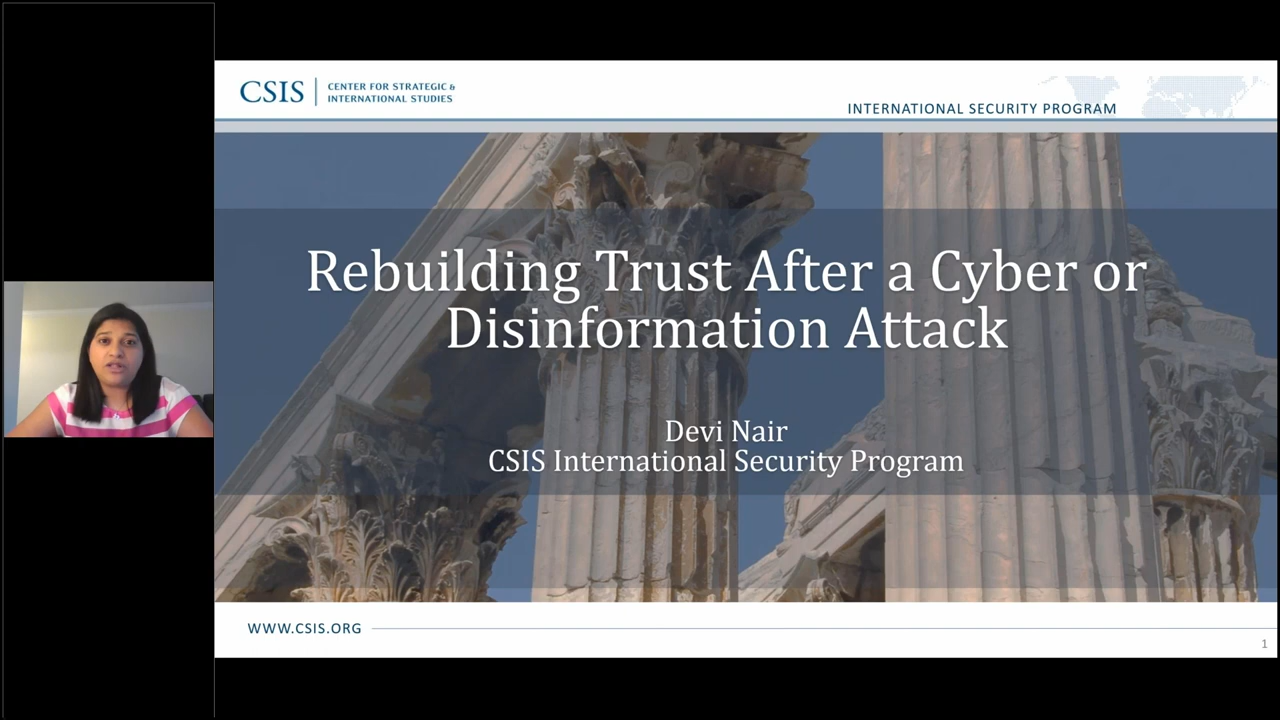 CSIS
CENTER FOR STRATEGIC &
INTERNATIONAL STUDIES
INTERNATIONAL SECURITY PROGRAM
Rebuilding Trust After a Cyber or
Disinformation Attack
Devi Nair
CSIS International Security Program
WWW.CSIS.ORG
1